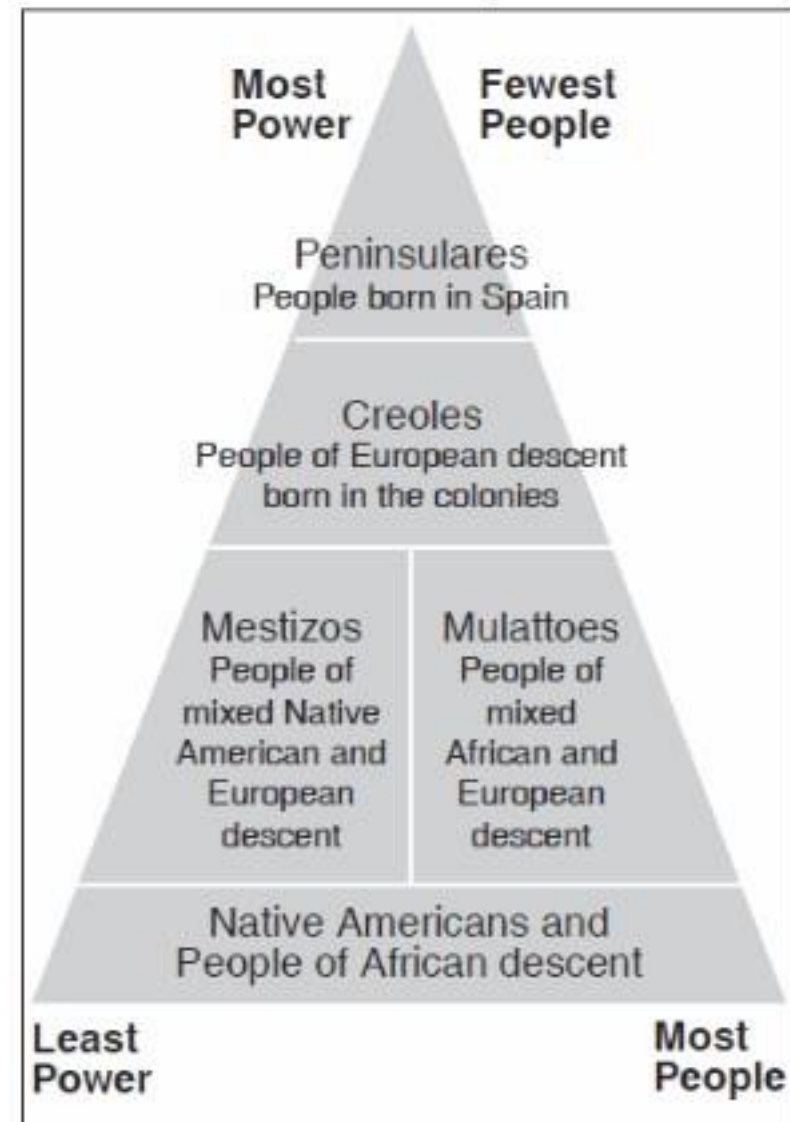 Most
Power
Fewest
People
Peninsulares
People born in Spain
Creoles
People of European descent
born in the colonies
Mestizos
People of
mixed Native
American and
European
descent
Mulattoes
People of
mixed
African and
European
descent
Native Americans and
People of African descent
Least
Power
Most
People